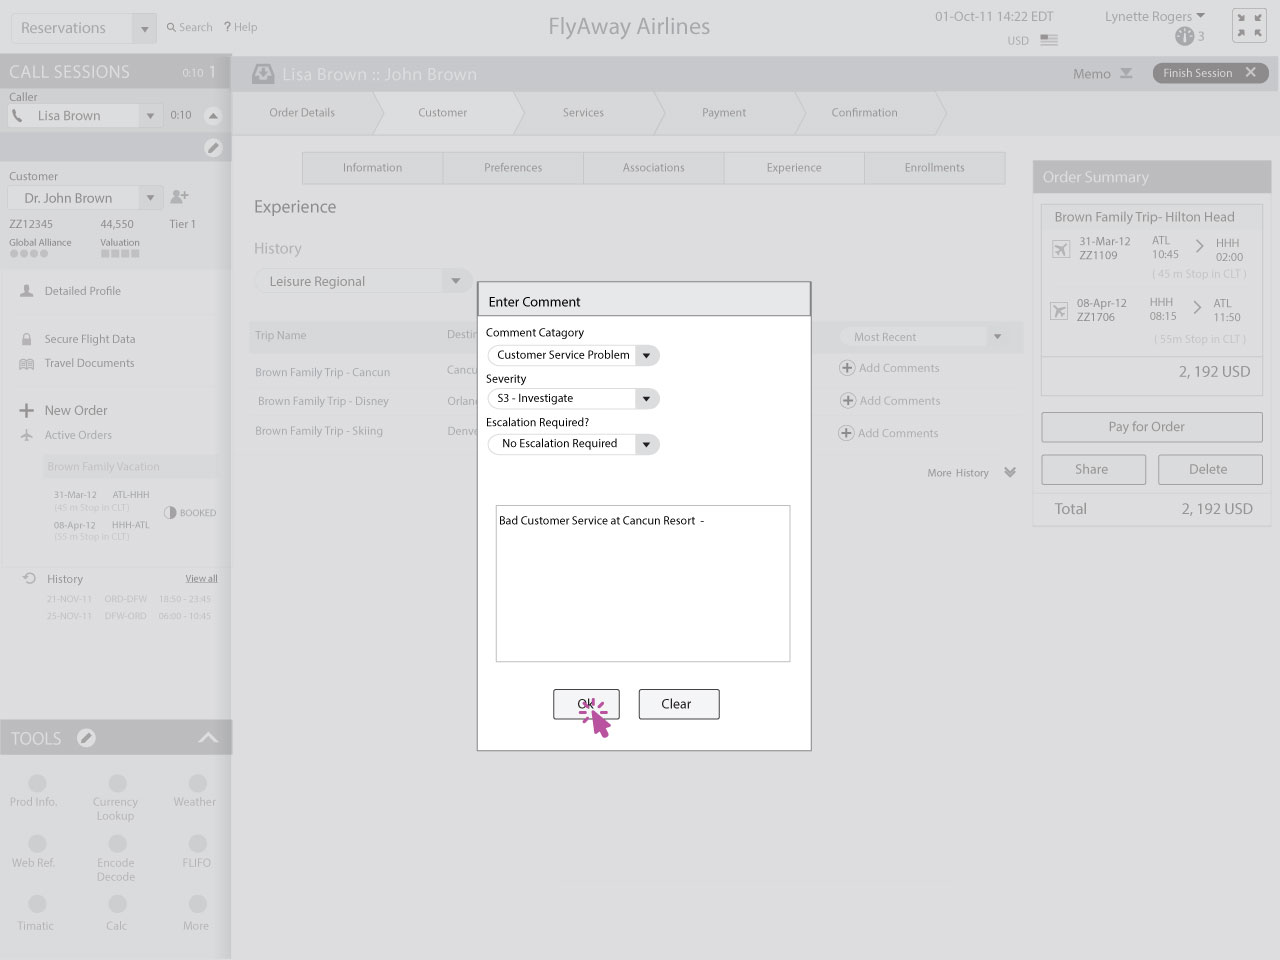 Reservations
Search
? Help
FlyAway Airlines
01-Oct-11 14:22 EDT
USD
Lynette Rogers
3
CALL SESSIONS 0:10 1
Caller
Lisa Brown 0:10
Customer
Dr. John Brown
ZZ12345 44,550 Tier 1
Global Alliance Valuation
Detailed Profile
Secure Flight Data
Travel Documents
New Order
Active Orders
Brown Family Vacation
31-Mar-12 ATL-HHH
(45 m Stop in CLT)
BOOKED
08-Apr-12 HHH-ATL
(55 m Stop in CLT)
History View all
21-NOV-11 ORD-DFW 18:50 - 23:45
25-NOV-11 DFW-ORD 06:00 - 10:45
TOOLS
Prod Info. Currency Lookup Weather
Web Ref. Encode Decode FLIFO
Timatic Calc More
Lisa Brown :: John Brown
Memo
Finish Session X
Order Details Customer Services Payment Confirmation
Information Preferences Associations Experience Enrollments
Experience
History
Leisure Regional
Trip Name Destin
Most Recent
Brown Family Trip - Cancun Cancu
Add Comments
Brown Family Trip - Disney Orlan
Add Comments
Brown Family Trip - Skiing Denve
Add Comments
More History
Enter Comment
Comment Catagory
Customer Service Problem
Severity
S3 - Investigate
Escalation Required?
No Escalation Required
Bad Customer Service at Cancun Resort -
Ok
Clear
Order Summary
Brown Family Trip- Hilton Head
31-Mar-12 ATL HHH
ZZ1109 10:45 02:00
( 45 m Stop in CLT )
08-Apr-12 HHH ATL
ZZ1706 08:15 11:50
( 55m Stop in CLT )
2, 192 USD
Pay for Order
Share
Delete
Total 2, 192 USD